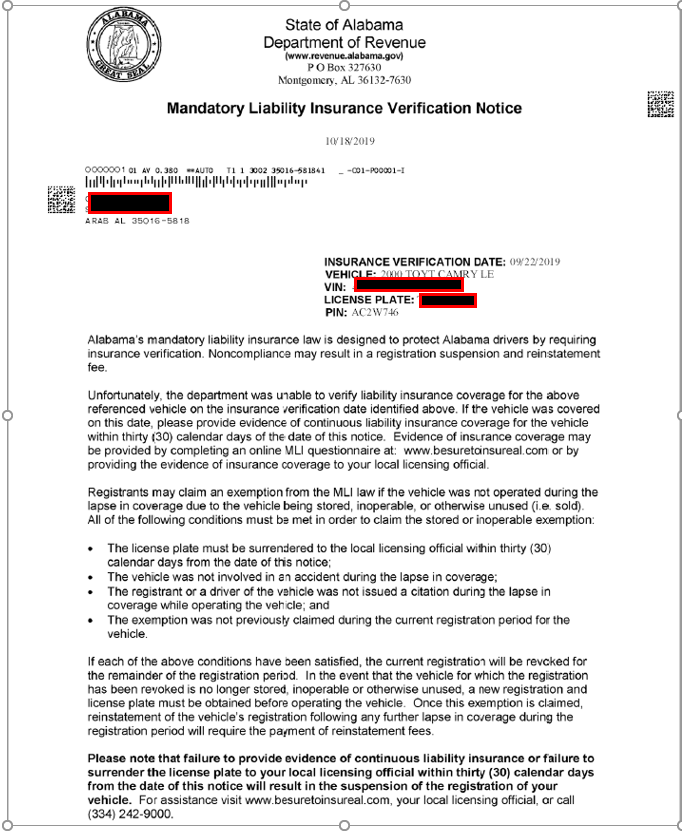 State of Alabama
Department of Revenue
(www.revenue.alabama.gov)
P O Box 327630
Montgomery, AL 36132-7630
Mandatory Liability Insurance Verification Notice
10/18/2019
0000001 01 AV 0.380 **AUTO T1 1 3002 35016-581841 _ -C01-P00001-I
ARAB AL 35016-5818
INSURANCE VERIFICATION DATE: 09/22/2019
VEHICLE: 2000 TOYT CAMRY LE
VIN:
LICENSE PLATE:
PIN: AC2W746
Alabama's mandatory liability insurance law is designed to protect Alabama drivers by requiring
insurance verification. Noncompliance may result in a registration suspension and reinstatement
fee.
Unfortunately, the department was unable to verify liability insurance coverage for the above
referenced vehicle on the insurance verification date identified above. If the vehicle was covered
on this date, please provide evidence of continuous liability insurance coverage for the vehicle
within thirty (30) calendar days of the date of this notice. Evidence of insurance coverage may
be provided by completing an online MLI questionnaire at: www.besuretoinsureal.com or by
providing the evidence of insurance coverage to your local licensing official.
Registrants may claim an exemption from the MLI law if the vehicle was not operated during the
lapse in coverage due to the vehicle being stored, inoperable, or otherwise unused (i.e. sold).
All of the following conditions must be met in order to claim the stored or inoperable exemption:
• The license plate must be surrendered to the local licensing official within thirty (30)
calendar days from the date of this notice;
• The vehicle was not involved in an accident during the lapse in coverage;
• The registrant or a driver of the vehicle was not issued a citation during the lapse in
coverage while operating the vehicle; and
• The exemption was not previously claimed during the current registration period for the
vehicle.
If each of the above conditions have been satisfied, the current registration will be revoked for
the remainder of the registration period. In the event that the vehicle for which the registration
has been revoked is no longer stored, inoperable or otherwise unused, a new registration and
license plate must be obtained before operating the vehicle. Once this exemption is claimed,
reinstatement of the vehicle's registration following any further lapse in coverage during the
registration period will require the payment of reinstatement fees.
Please note that failure to provide evidence of continuous liability insurance or failure to
surrender the license plate to your local licensing official within thirty (30) calendar days
from the date of this notice will result in the suspension of the registration of your
vehicle. For assistance visit www.besuretoinsureal.com, your local licensing official, or call
(334) 242-9000.